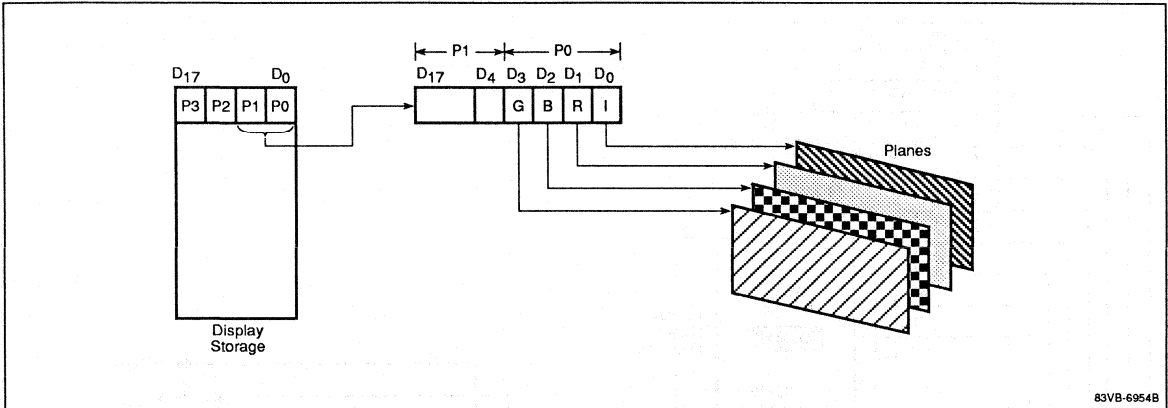 P1 P0
D17 D0 D17 D4 D3 D2 D1 D0
P3 P2 P1 P0 G B R I
Planes
Display
Storage
83VB-6954B